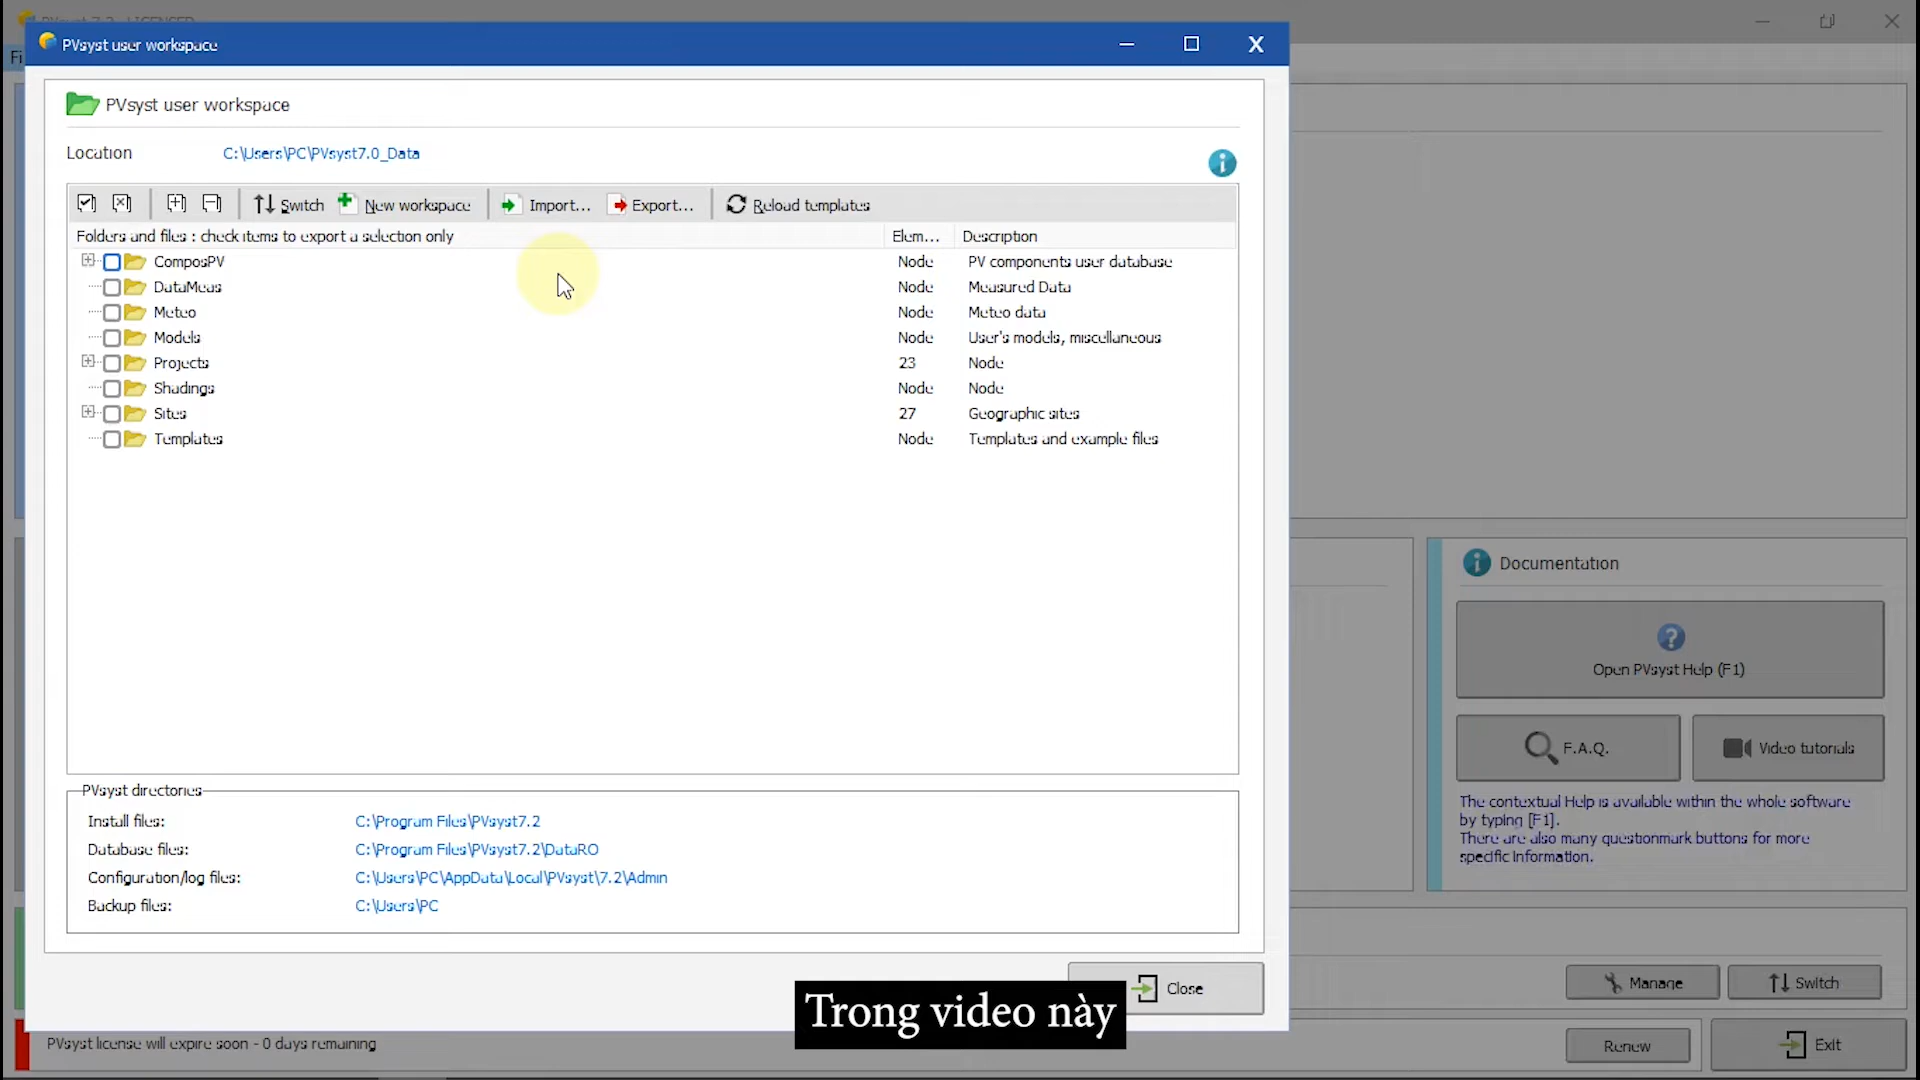 PVsyst 7.2 - LICENSED
Fi
PVsyst user workspace
PVsyst user workspace
Location C:\Users\PC\PVsyst7.0_Data
Switch New workspace Import... Export... Reload templates
Folders and files : check items to export a selection only Elem... Description
ComposPV Node PV components user database
DataMeas Node Measured Data
Meteo Node Meteo data
Models Node User's models, miscellaneous
Projects 23 Node
Shadings Node Node
Sites 27 Geographic sites
Templates Node Templates and example files
PVsyst directories
Install files: C:\Program Files\PVsyst7.2
Database files: C:\Program Files\PVsyst7.2\DataRO
Configuration/log files: C:\Users\PC\AppData\Local\PVsyst\7.2\Admin
Backup files: C:\Users\PC
Close
Documentation
Open PVsyst Help (F1)
F.A.Q. Video tutorials
The contextual Help is available within the whole software
by typing [F1].
There are also many questionmark buttons for more
specific information.
Manage Switch
PVsyst license will expire soon - 0 days remaining
Renew Exit
Trong video này